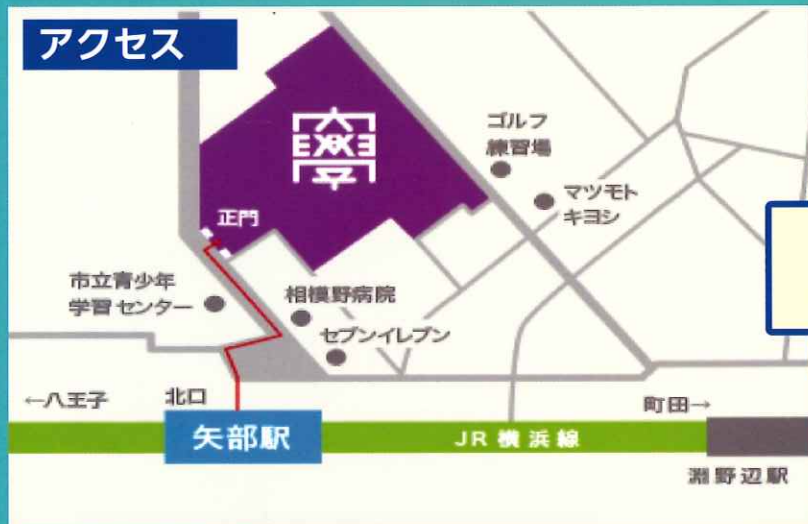 アクセス
ゴルフ
練習場
マツモト
キヨシ
正門
市立青少年
学習センター
相模野病院
セブンイレブン
←八王子
北口
町田→
矢部駅
JR横浜線
淵野辺駅